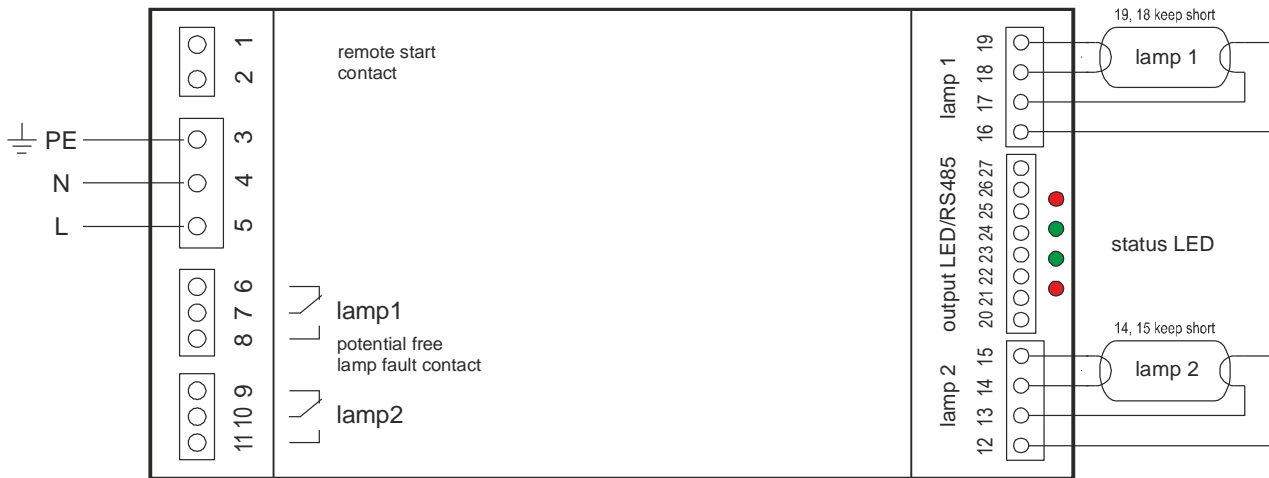 1
2
remote start
contact
PE
3
N
4
L
5
6
7
8
lamp1
potential free
lamp fault contact
9
10
11
lamp2
lamp 1
19
18
17
16
19, 18 keep short
lamp 1
output LED/RS485
27
26
25
24
23
22
21
20
status LED
lamp 2
15
14
13
12
14, 15 keep short
lamp 2